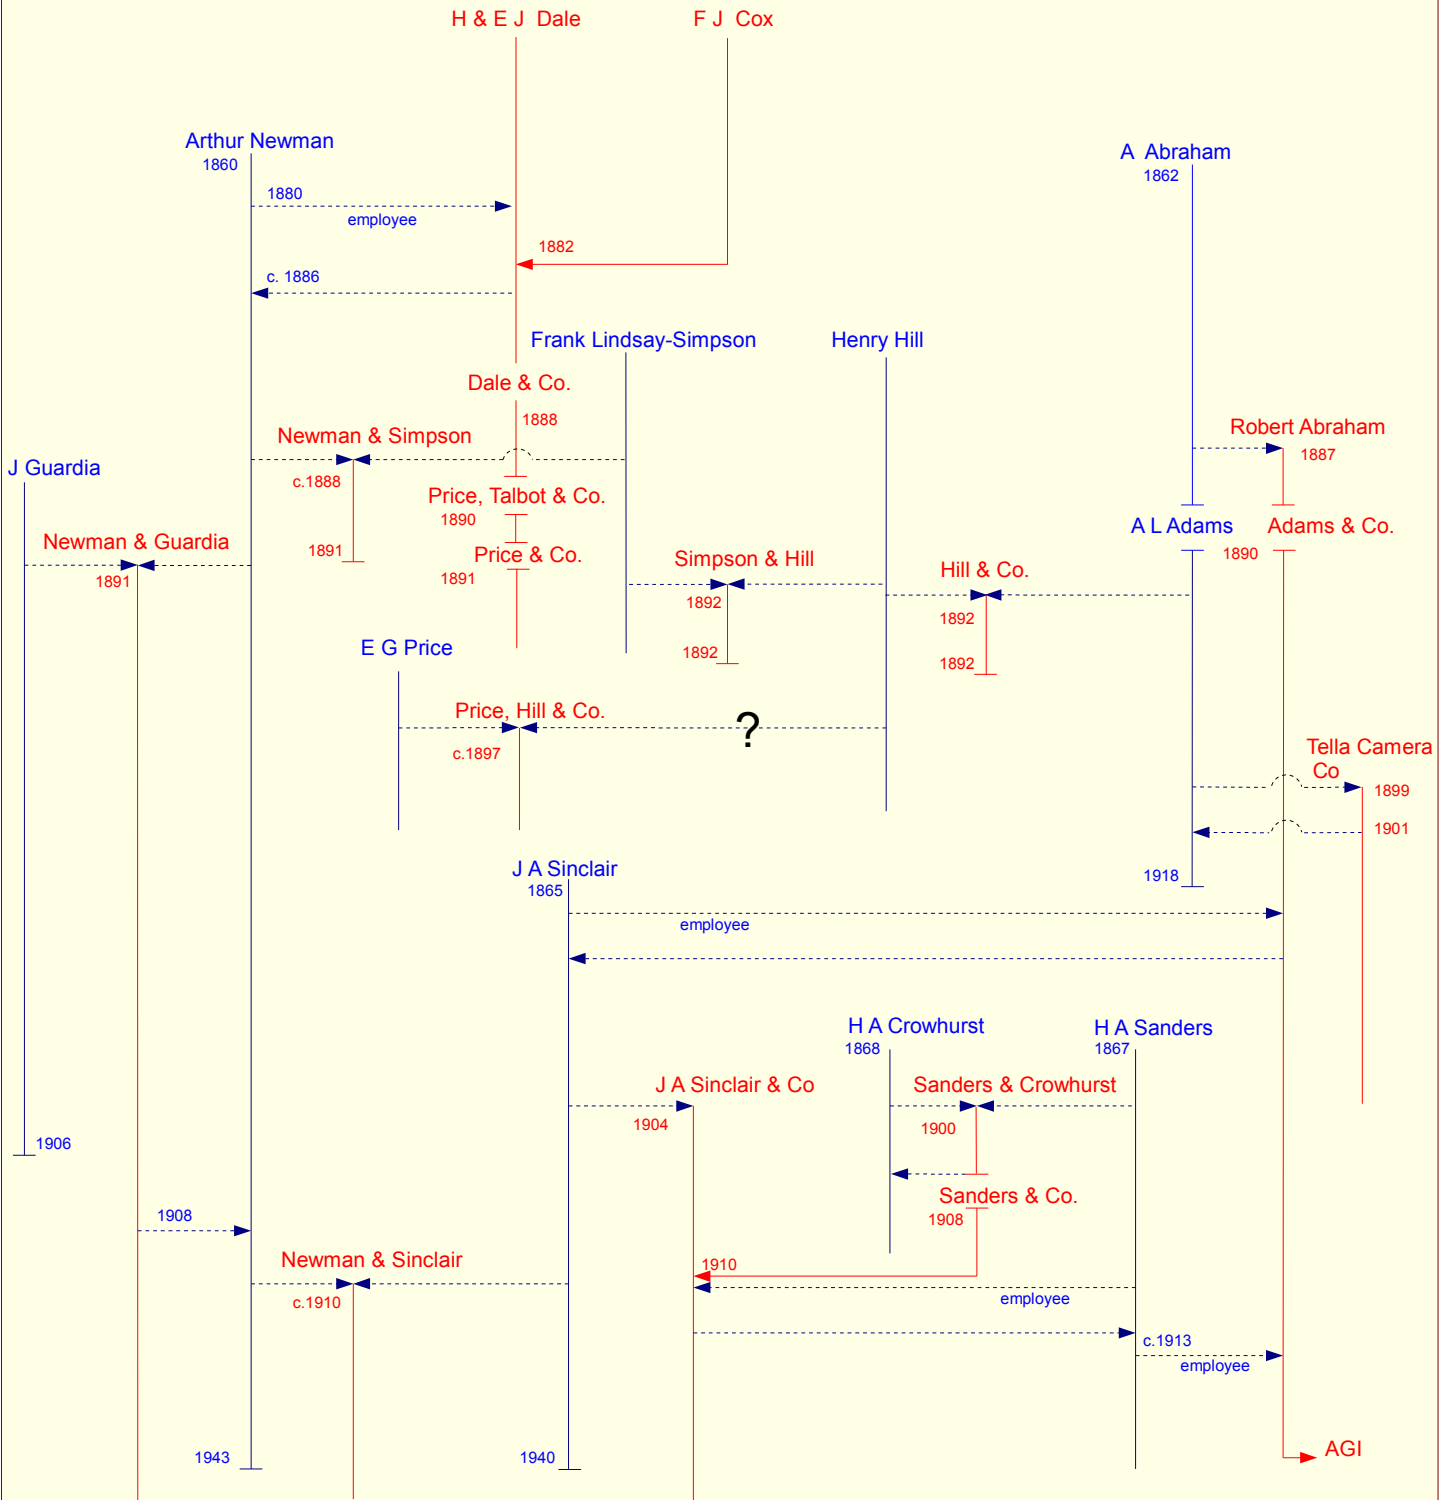 H & E J Dale
F J Cox
Arthur Newman
1860
A Abraham
1862
1880
employee
1882
c. 1886
Frank Lindsay-Simpson
Henry Hill
Dale & Co.
1888
Newman & Simpson
c.1888
1891
Robert Abraham
1887
J Guardia
Price, Talbot & Co.
1890
A L Adams
Adams & Co.
1890
Newman & Guardia
1891
Price & Co.
1891
Simpson & Hill
1892
1892
Hill & Co.
1892
1892
E G Price
Price, Hill & Co.
c.1897
?
Tella Camera
Co
1899
1901
J A Sinclair
1865
1918
employee
H A Crowhurst
1868
H A Sanders
1867
J A Sinclair & Co
1904
Sanders & Crowhurst
1900
1906
Sanders & Co.
1908
1908
Newman & Sinclair
c.1910
1910
employee
c.1913
employee
1943
1940
AGI